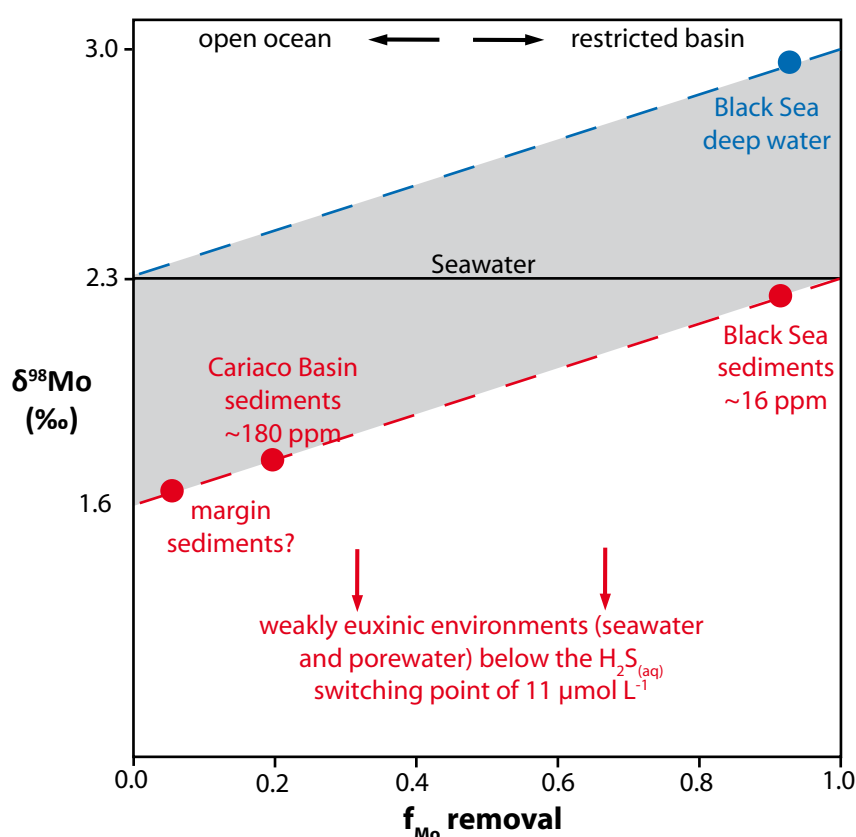 open ocean
restricted basin
3.0
Black Sea
deep water
Seawater
2.3
δ⁹⁸Mo
(‰)
Cariaco Basin
sediments
~180 ppm
Black Sea
sediments
~16 ppm
1.6
margin
sediments?
weakly euxinic environments (seawater
and porewater) below the H₂S₍aq₎
switching point of 11 µmol L⁻¹
0.0
0.2
0.4
0.6
0.8
1.0
f_Mo removal